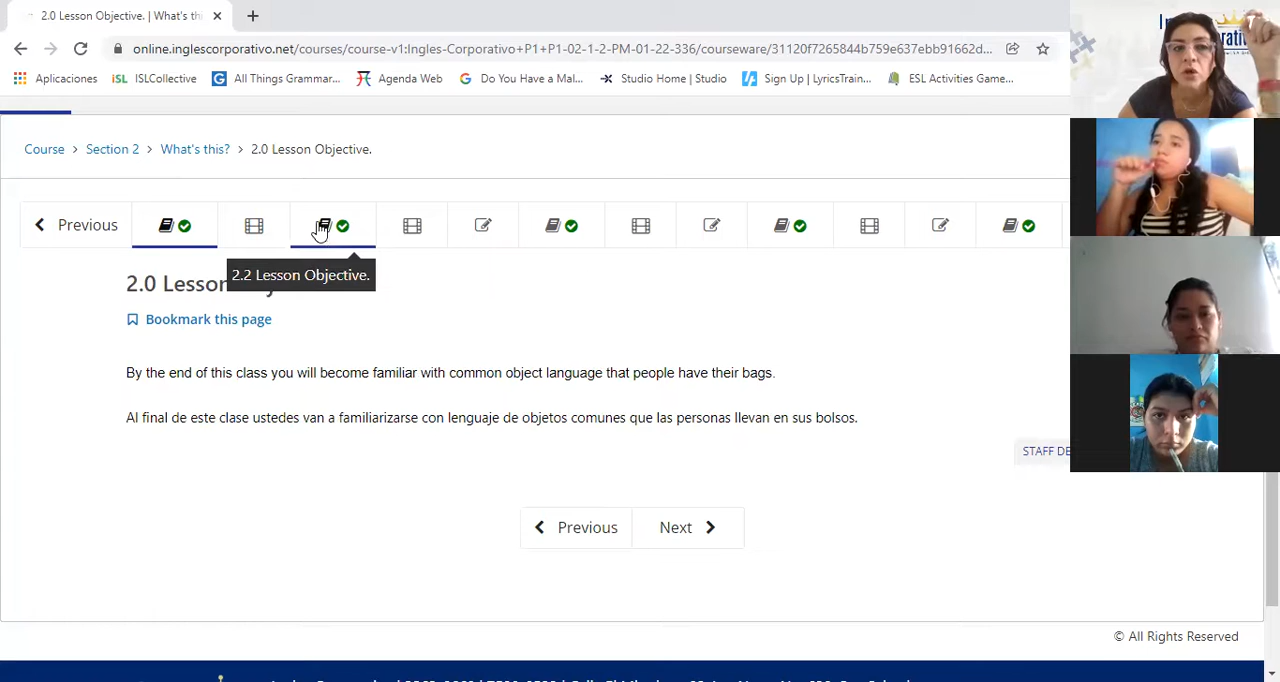 2.0 Lesson Objective. | What's thi
online.inglescorporativo.net/courses/course-v1:Ingles-Corporativo+P1+P1-02-1-2-PM-01-22-336/courseware/31120f7265844b759e637ebb91662d...
Aplicaciones iSL ISLCollective G All Things Grammar... Agenda Web G Do You Have a Mal... Studio Home | Studio Sign Up | LyricsTrain... ESL Activities Game...
Course > Section 2 > What's this? > 2.0 Lesson Objective.
Previous
2.2 Lesson Objective.
2.0 Lesson
Bookmark this page
By the end of this class you will become familiar with common object language that people have their bags.
Al final de este clase ustedes van a familiarizarse con lenguaje de objetos comunes que las personas llevan en sus bolsos.
STAFF DE
Previous Next
© All Rights Reserved